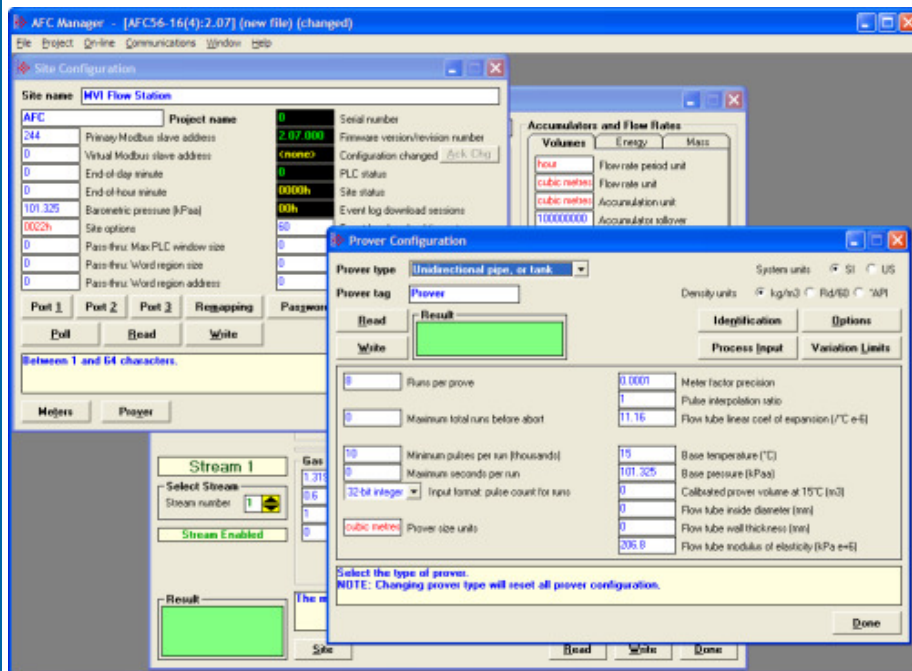 AFC Manager - [AFC56-16(4):2.07] (new file) (changed)
File Project On-line Communications Window Help
Site Configuration
Site name MVI Flow Station
AFC Project name
244 Primary Modbus slave address
0 Virtual Modbus slave address
0 End-of-day minute
0 End-of-hour minute
101.325 Barometric pressure (kPaa)
0022h Site options
0 Pass-thru: Max PLC window size
0 Pass-thru: Word region size
0 Pass-thru: Word region address
0 Serial number
2.07.000 Firmware version/revision number
<none> Configuration changed Ack Chg
0 PLC status
0000h Site status
00h Event log download sessions
60
Port 1 Port 2 Port 3 Remapping Passwor
Poll Read Write
Between 1 and 64 characters.
Meters Prover
Accumulators and Flow Rates
Volumes Energy Mass
hour Flow rate period unit
cubic metres Flow rate unit
cubic metres Accumulation unit
100000000 Accumulator rollover
Prover Configuration
Prover type Unidirectional pipe, or tank
System units SI US
Prover tag Prover
Density units kg/m3 Rd/60 °API
Read Result
Write
Identification Options
Process Input Variation Limits
8 Runs per prove
0 Maximum total runs before abort
10 Minimum pulses per run (thousands)
0 Maximum seconds per run
32-bit integer Input format: pulse count for runs
cubic metres Prover size units
0.0001 Meter factor precision
1 Pulse interpolation ratio
11.16 Flow tube linear coef of expansion (/°C e-6)
15 Base temperature (°C)
101.325 Base pressure (kPaa)
0 Calibrated prover volume at 15°C (m3)
0 Flow tube inside diameter (mm)
0 Flow tube wall thickness (mm)
206.8 Flow tube modulus of elasticity (kPa e+6)
Select the type of prover.
NOTE: Changing prover type will reset all prover configuration.
Done
Stream 1
Select Stream
Stream number 1
Stream Enabled
Gas
1.319
0.6
1
0
Result
The m
Site Read Write Done